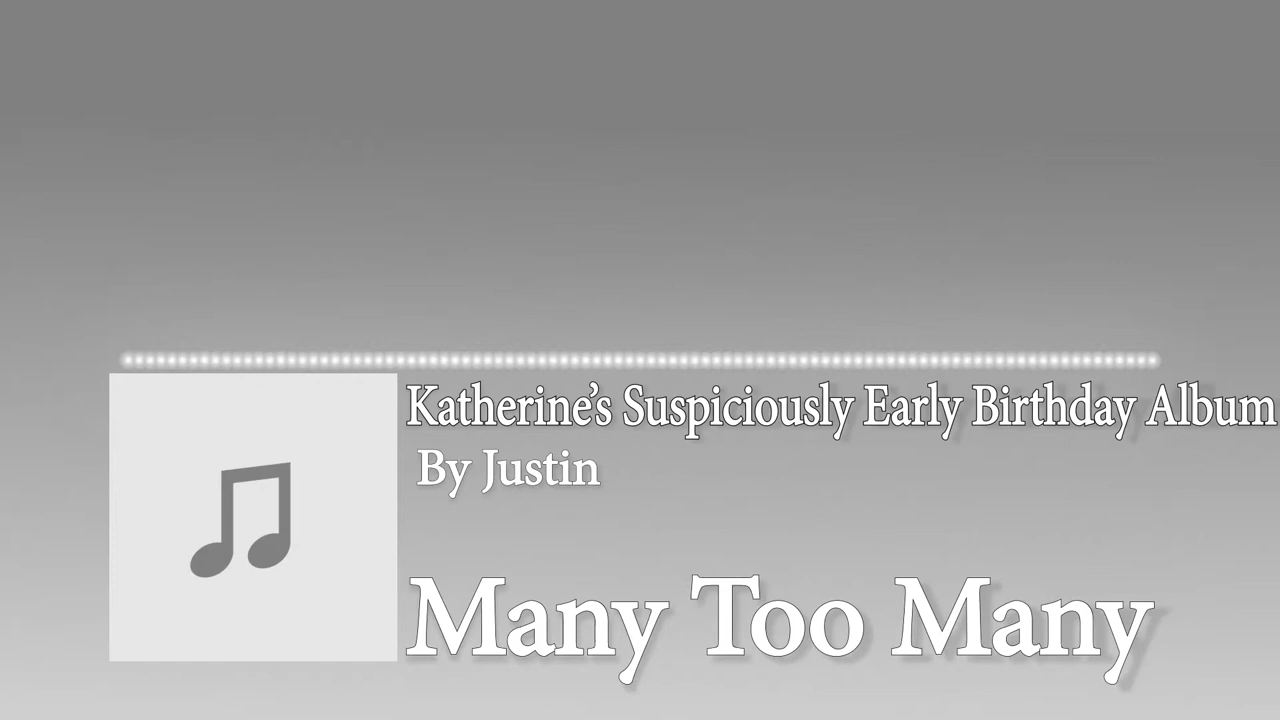 Katherine’s Suspiciously Early Birthday Album
By Justin
Many Too Many